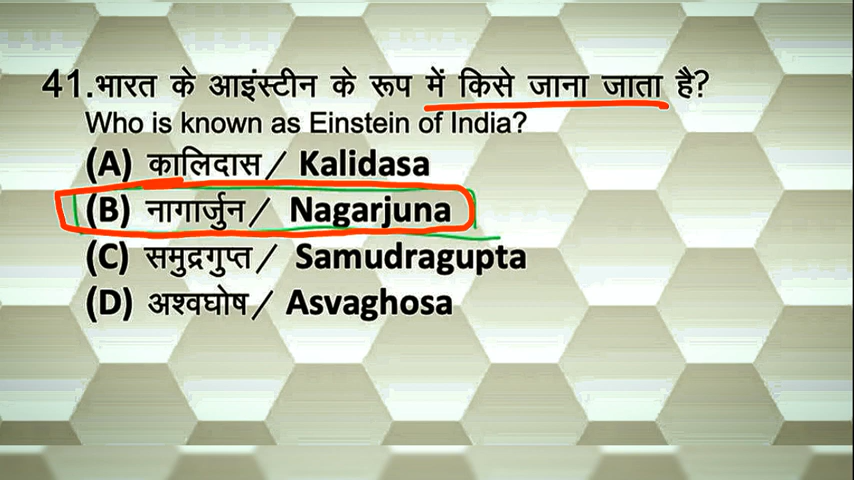 41.भारत के आइंस्टीन के रूप में किसे जाना जाता है?
Who is known as Einstein of India?
(A) कालिदास/ Kalidasa
(B) नागार्जुन/ Nagarjuna
(C) समुद्रगुप्त/ Samudragupta
(D) अश्वघोष/ Asvaghosa